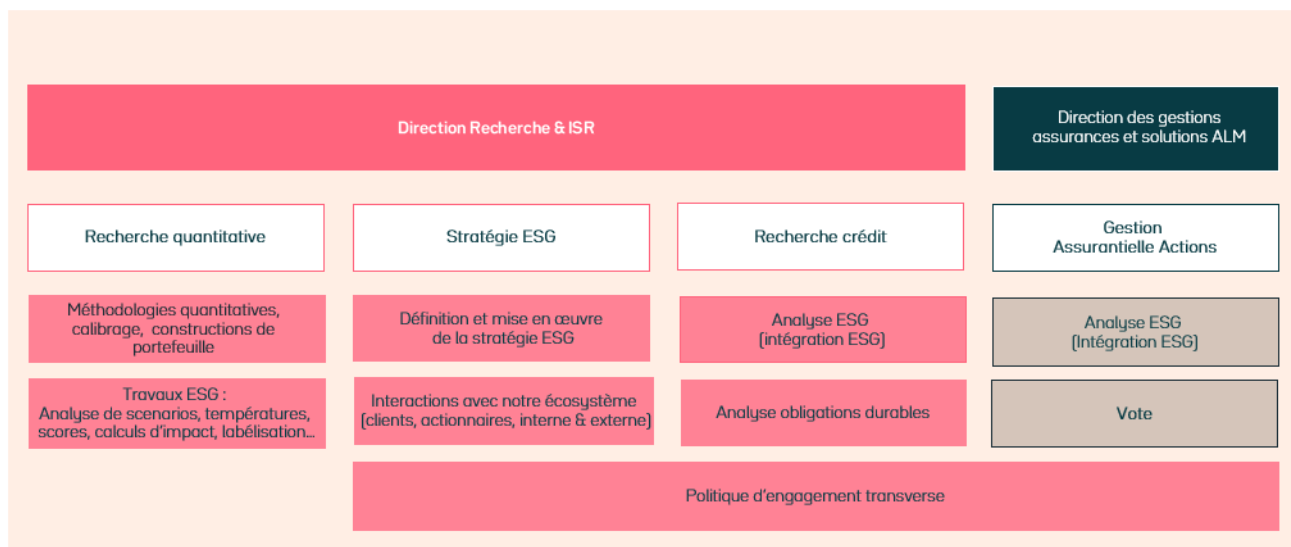 Direction Recherche & ISR
Direction des gestions
assurances et solutions ALM
Recherche quantitative
Stratégie ESG
Recherche crédit
Gestion
Assurantielle Actions
Méthodologies quantitatives,
calibrage, constructions de
portefeuille
Définition et mise en œuvre
de la stratégie ESG
Analyse ESG
(intégration ESG)
Analyse ESG
(Intégration ESG)
Travaux ESG :
Analyse de scenarios, températures,
scores, calculs d'impact, labélisation...
Interactions avec notre écosystème
(clients, actionnaires, interne & externe)
Analyse obligations durables
Vote
Politique d'engagement transverse